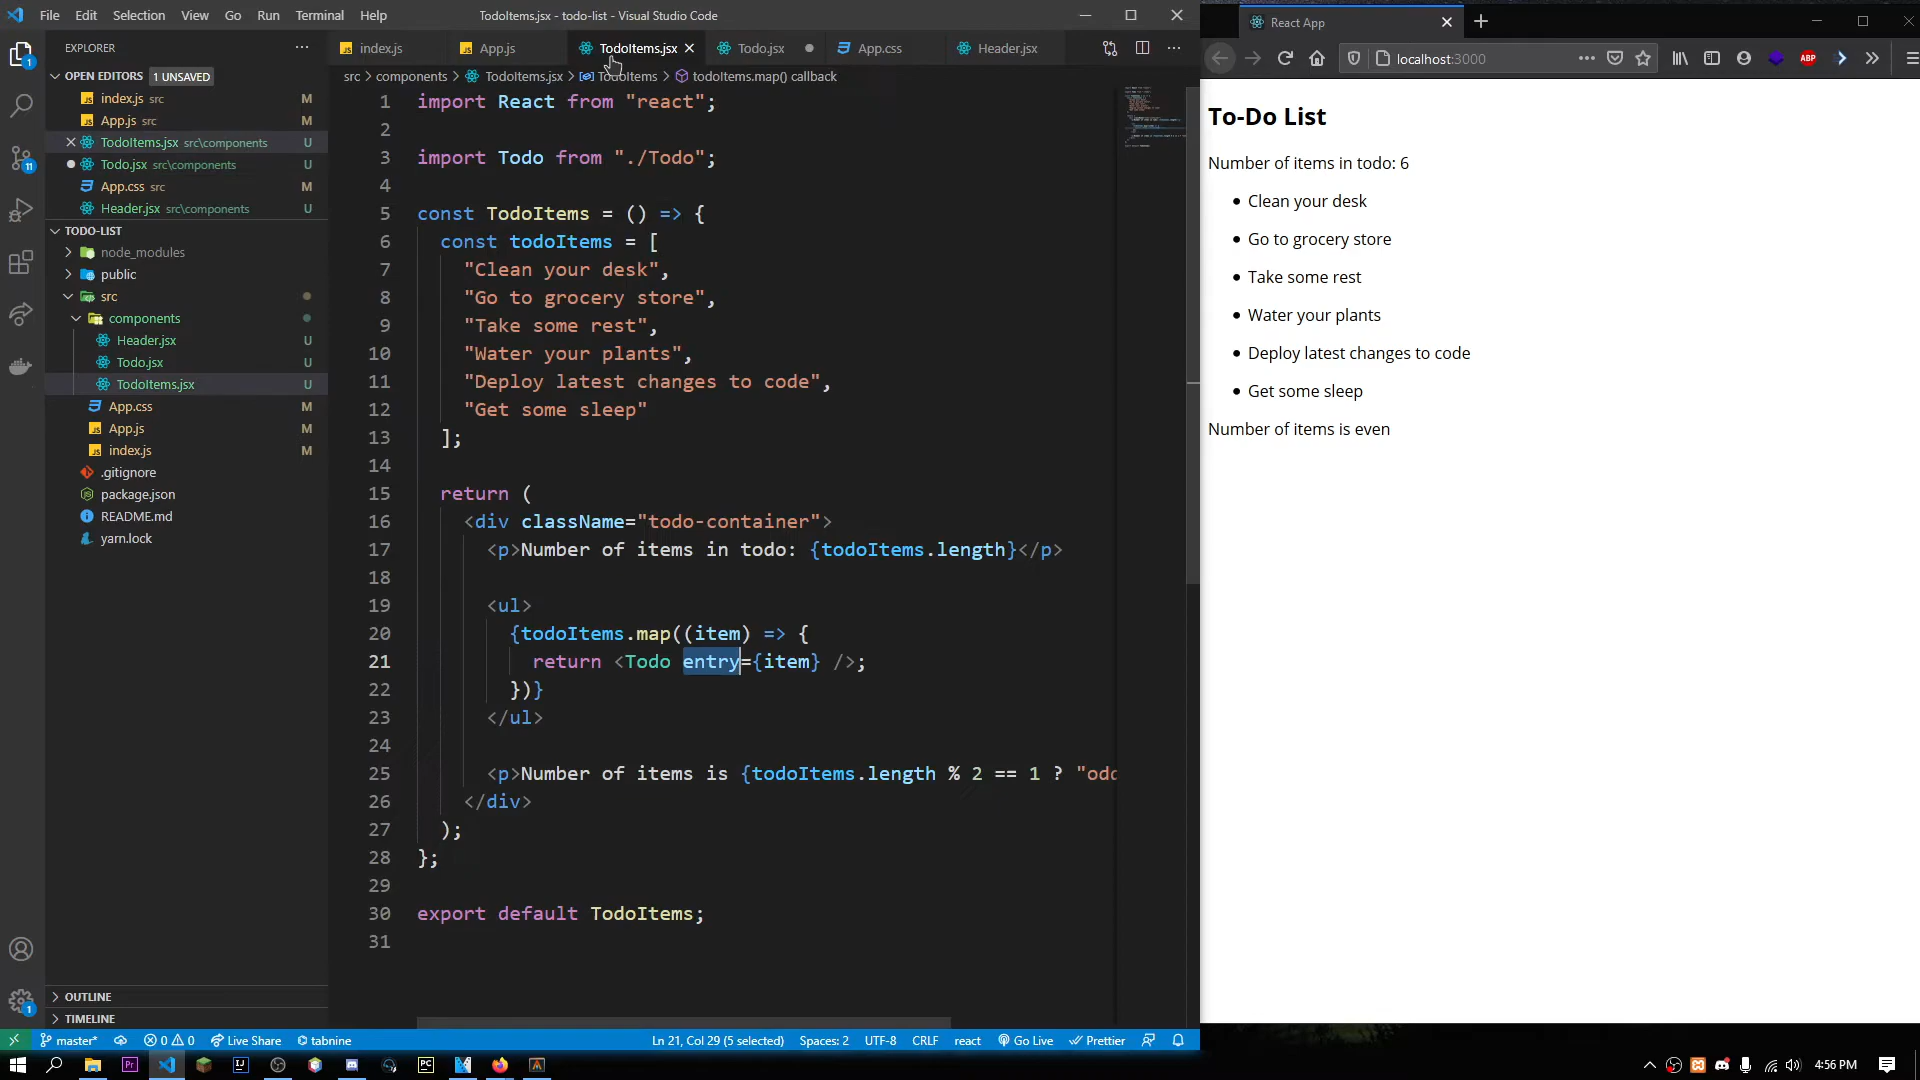 File Edit Selection View Go Run Terminal Help
TodoItems.jsx - todo-list - Visual Studio Code
React App
EXPLORER
index.js App.js TodoItems.jsx Todo.jsx App.css Header.jsx
localhost:3000
ABP
src > components > TodoItems.jsx > TodoItems > todoItems.map() callback
OPEN EDITORS 1 UNSAVED
index.js src M
App.js src M
TodoItems.jsx src\components U
Todo.jsx src\components U
App.css src M
Header.jsx src\components U
TODO-LIST
node_modules
public
src
components
Header.jsx U
Todo.jsx U
TodoItems.jsx U
App.css M
App.js M
index.js M
.gitignore
package.json
README.md
yarn.lock
OUTLINE
TIMELINE
1
11
1
1 import React from "react";
2
3 import Todo from "./Todo";
4
5 const TodoItems = () => {
6 const todoItems = [
7 "Clean your desk",
8 "Go to grocery store",
9 "Take some rest",
10 "Water your plants",
11 "Deploy latest changes to code",
12 "Get some sleep"
13 ];
14
15 return (
16 <div className="todo-container">
17 <p>Number of items in todo: {todoItems.length}</p>
18
19 <ul>
20 {todoItems.map((item) => {
21 return <Todo entry={item} />;
22 })}
23 </ul>
24
25 <p>Number of items is {todoItems.length % 2 == 1 ? "odd
26 </div>
27 );
28 };
29
30 export default TodoItems;
31
To-Do List
Number of items in todo: 6
• Clean your desk
• Go to grocery store
• Take some rest
• Water your plants
• Deploy latest changes to code
• Get some sleep
Number of items is even
master* 0 0 Live Share tabnine Ln 21, Col 29 (5 selected) Spaces: 2 UTF-8 CRLF react Go Live Prettier
Pr IJ PC 4:56 PM